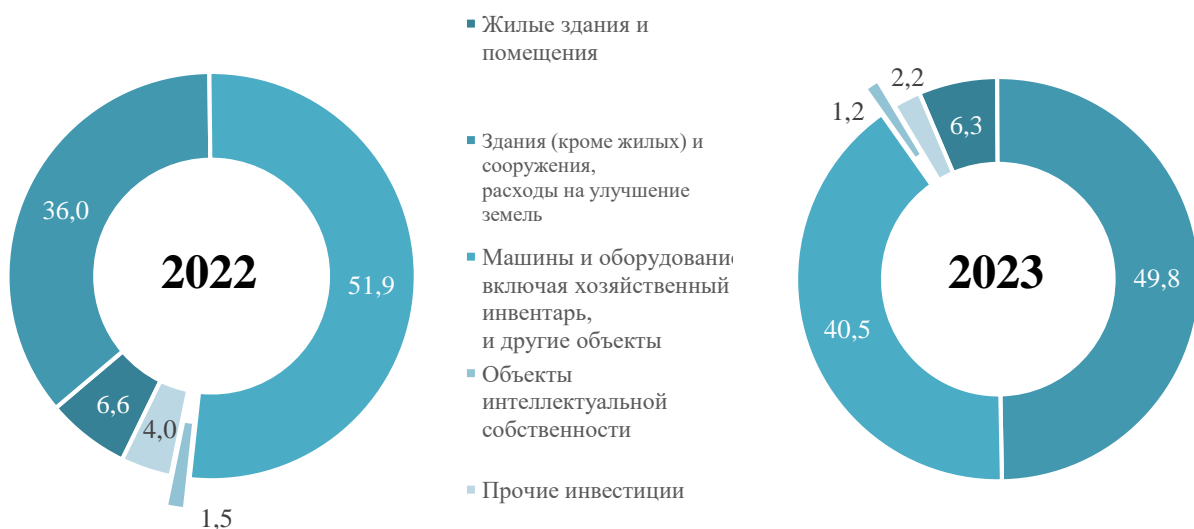 Жилые здания и
помещения
Здания (кроме жилых) и
сооружения,
расходы на улучшение
земель
Машины и оборудование
включая хозяйственный
инвентарь,
и другие объекты
Объекты
интеллектуальной
собственности
Прочие инвестиции
2022
36,0
51,9
6,6
4,0
1,5
2023
2,2
1,2
6,3
40,5
49,8